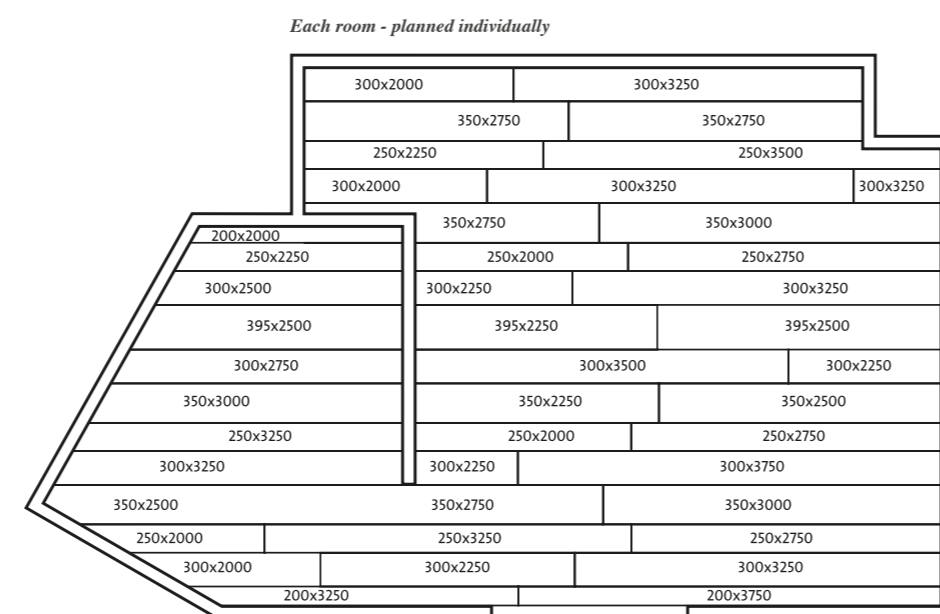 Each room - planned individually
300x2000 300x3250
350x2750 350x2750
250x2250 250x3500
300x2000 300x3250 300x3250
350x2750 350x3000
200x2000
250x2250 250x2000 250x2750
300x2500 300x2250 300x3250
395x2500 395x2250 395x2500
300x2750 300x3500 300x2250
350x3000 350x2250 350x2500
250x3250 250x2000 250x2750
300x3250 300x2250 300x3750
350x2500 350x2750 350x3000
250x2000 250x3250 250x2750
300x2000 300x2250 300x3250
200x3250 200x3750